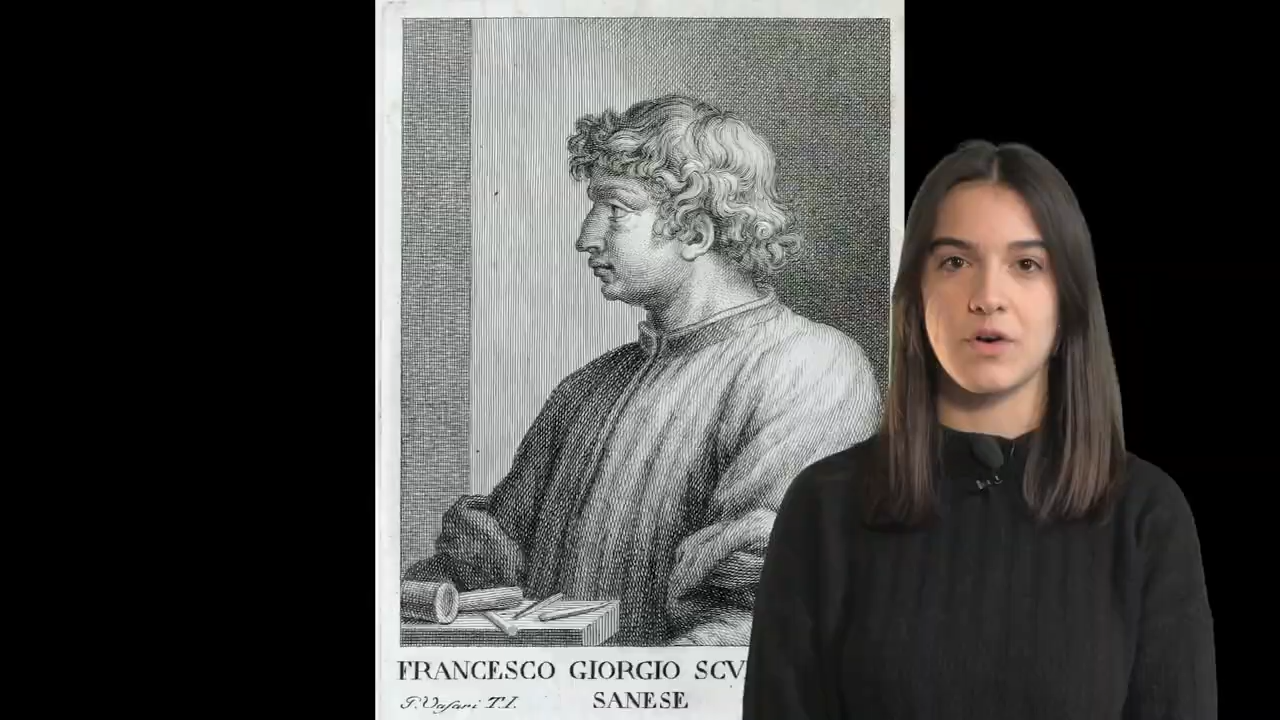 FRANCESCO GIORGIO SCV
SANESE
G. Vasari T.I.